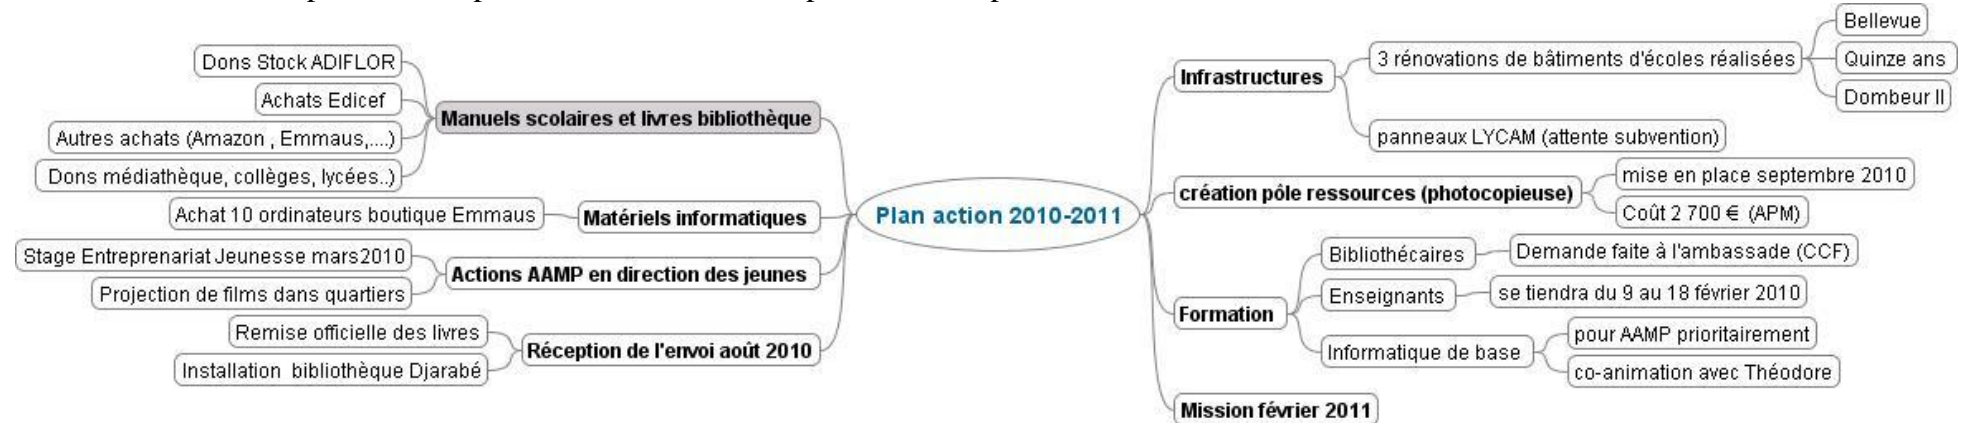 Dons Stock ADIFLOR
Achats Edicef
Autres achats (Amazon , Emmaus,....)
Dons médiathèque, collèges, lycées..)
Manuels scolaires et livres bibliothèque
Achat 10 ordinateurs boutique Emmaus
Matériels informatiques
Stage Entreprenariat Jeunesse mars2010
Projection de films dans quartiers
Actions AAMP en direction des jeunes
Remise officielle des livres
Installation bibliothèque Djarabé
Réception de l'envoi août 2010
Plan action 2010-2011
Infrastructures
3 rénovations de bâtiments d'écoles réalisées
Bellevue
Quinze ans
Dombeur II
panneaux LYCAM (attente subvention)
création pôle ressources (photocopieuse)
mise en place septembre 2010
Coût 2 700 € (APM)
Formation
Bibliothécaires
Demande faite à l'ambassade (CCF)
Enseignants
se tiendra du 9 au 18 février 2010
Informatique de base
pour AAMP prioritairement
co-animation avec Théodore
Mission février 2011